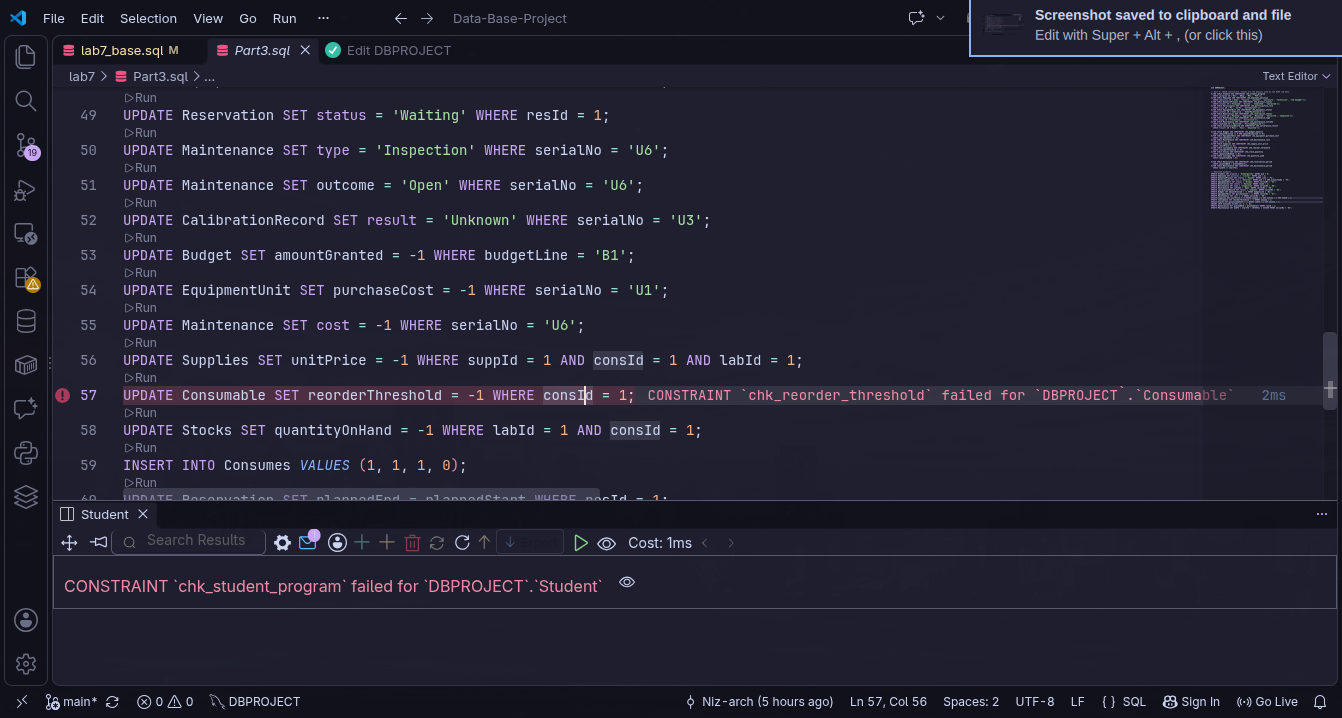 File Edit Selection View Go Run ··· Data-Base-Project
Screenshot saved to clipboard and file
Edit with Super + Alt + , (or click this)
lab7_base.sql M Part3.sql Edit DBPROJECT
lab7 > Part3.sql > ... Text Editor
Run
49 UPDATE Reservation SET status = 'Waiting' WHERE resId = 1;
Run
50 UPDATE Maintenance SET type = 'Inspection' WHERE serialNo = 'U6';
Run
51 UPDATE Maintenance SET outcome = 'Open' WHERE serialNo = 'U6';
Run
52 UPDATE CalibrationRecord SET result = 'Unknown' WHERE serialNo = 'U3';
Run
53 UPDATE Budget SET amountGranted = -1 WHERE budgetLine = 'B1';
Run
54 UPDATE EquipmentUnit SET purchaseCost = -1 WHERE serialNo = 'U1';
Run
55 UPDATE Maintenance SET cost = -1 WHERE serialNo = 'U6';
Run
56 UPDATE Supplies SET unitPrice = -1 WHERE suppId = 1 AND consId = 1 AND labId = 1;
Run
57 UPDATE Consumable SET reorderThreshold = -1 WHERE consId = 1; CONSTRAINT `chk_reorder_threshold` failed for `DBPROJECT`.`Consumable` 2ms
Run
58 UPDATE Stocks SET quantityOnHand = -1 WHERE labId = 1 AND consId = 1;
Run
59 INSERT INTO Consumes VALUES (1, 1, 1, 0);
Run
60 UPDATE Reservation SET plannedEnd = plannedStart WHERE resId = 1;
19
Student
Search Results Cost: 1ms
CONSTRAINT `chk_student_program` failed for `DBPROJECT`.`Student`
main* 0 0 DBPROJECT Niz-arch (5 hours ago) Ln 57, Col 56 Spaces: 2 UTF-8 LF { } SQL Sign In Go Live